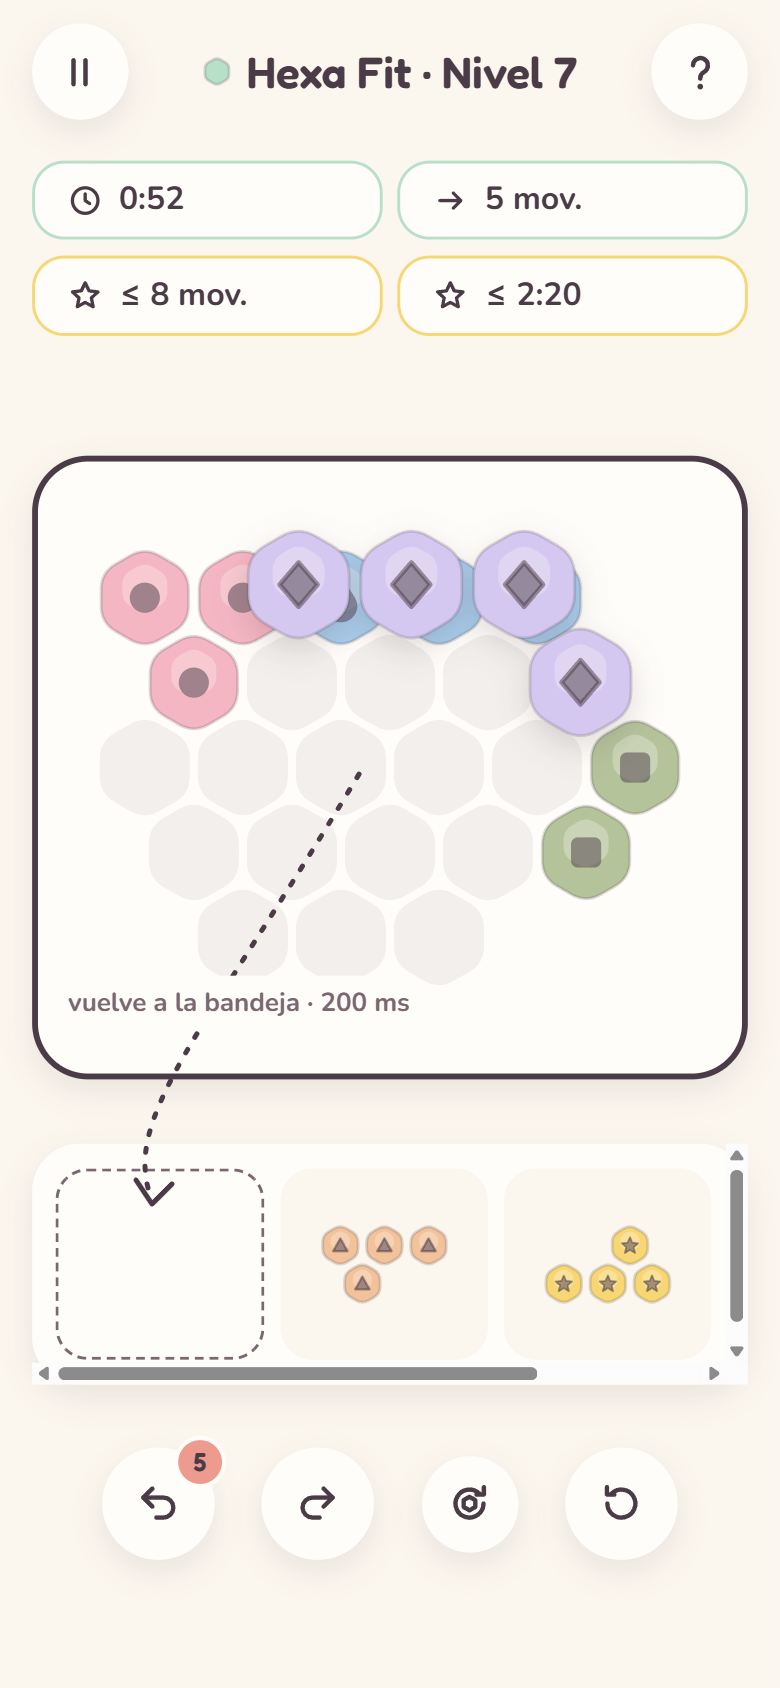 Hexa Fit · Nivel 7
?
0:52
5 mov.
≤ 8 mov.
≤ 2:20
vuelve a la bandeja · 200 ms
5